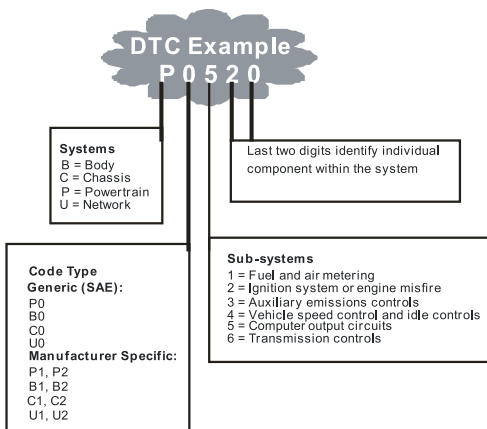 DTC Example
P 0 5 2 0
Systems
B = Body
C = Chassis
P = Powertrain
U = Network
Last two digits identify individual
component within the system
Code Type
Generic (SAE):
P0
B0
C0
U0
Manufacturer Specific:
P1, P2
B1, B2
C1, C2
U1, U2
Sub-systems
1 = Fuel and air metering
2 = Ignition system or engine misfire
3 = Auxiliary emissions controls
4 = Vehicle speed control and idle controls
5 = Computer output circuits
6 = Transmission controls